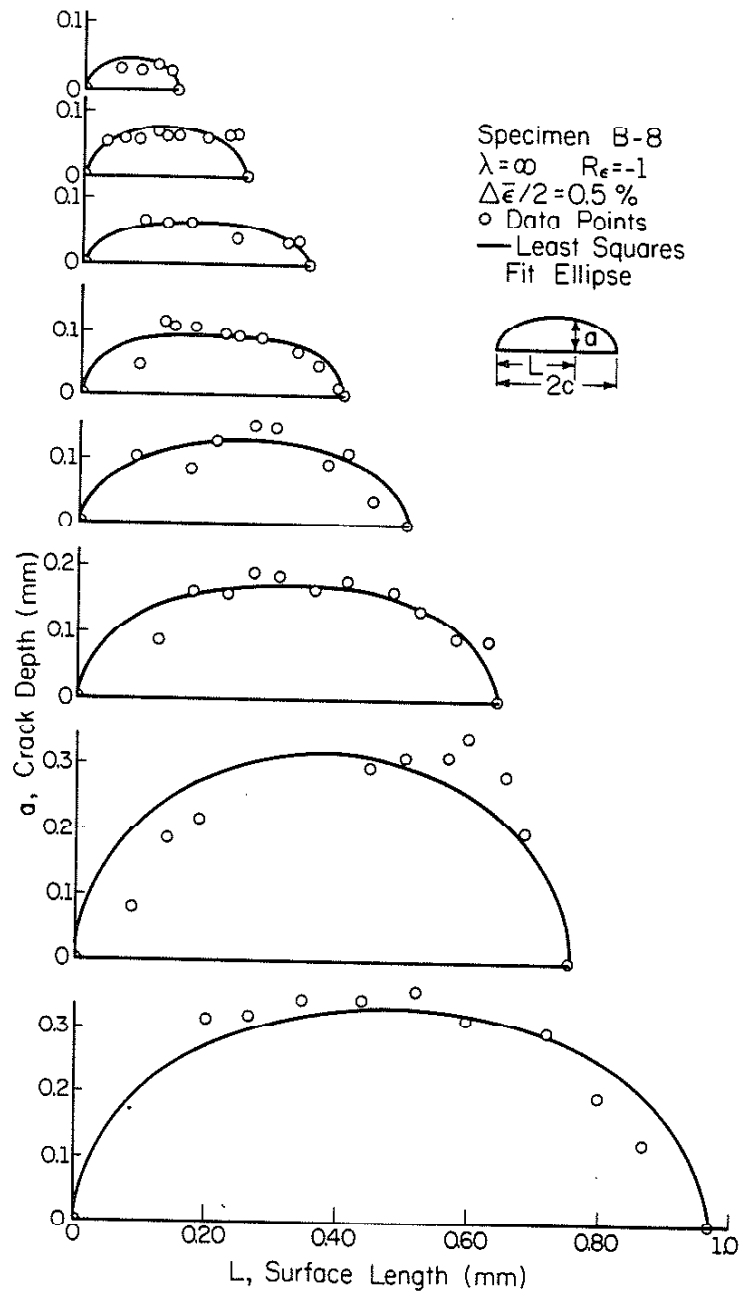 0.1
0
0.1
0
0.1
0
0.1
0
0.1
0
0.2
0.1
0
0.3
0.2
0.1
0
0.3
0.2
0.1
0
0
0.20
0.40
0.60
0.80
1.0
a, Crack Depth (mm)
L, Surface Length (mm)
Specimen B-8
λ=∞ Rε=-1
Δε̄/2=0.5 %
Data Points
Least Squares
Fit Ellipse
a
L
2c